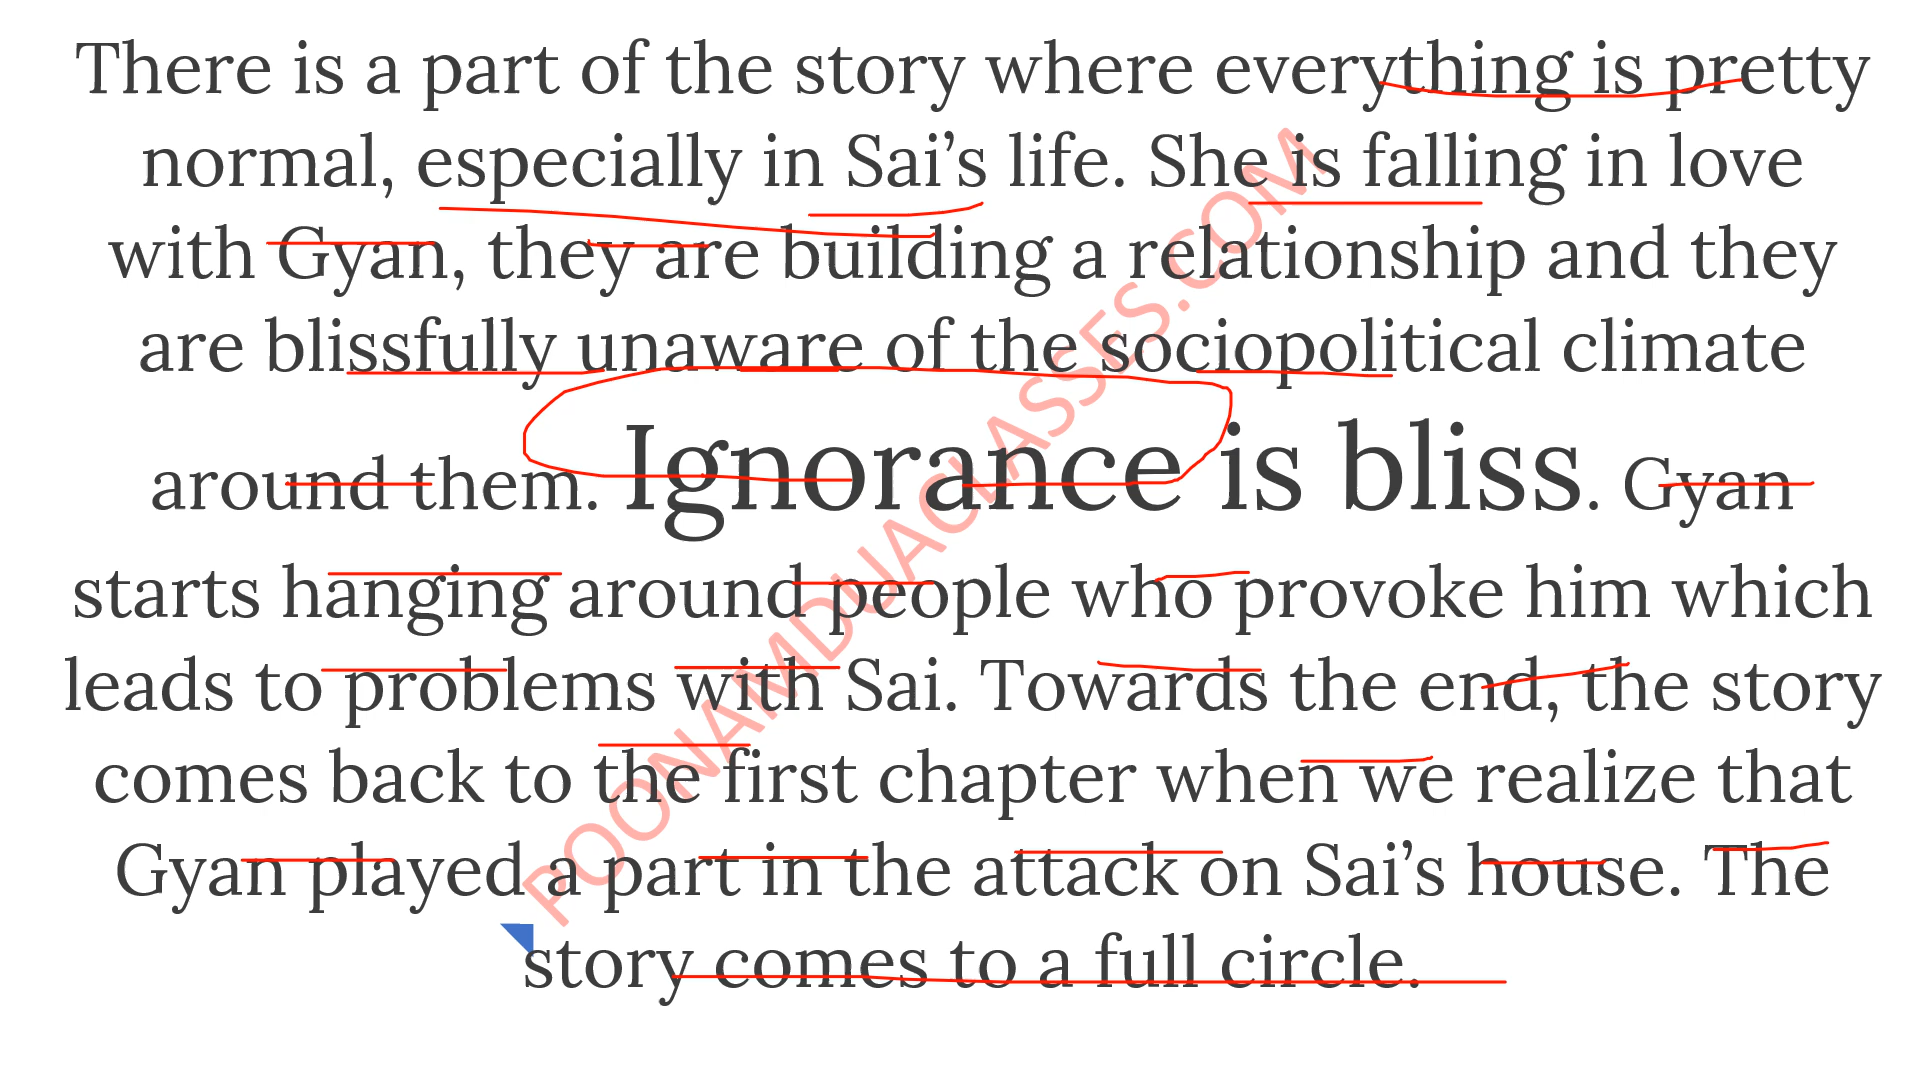 There is a part of the story where everything is pretty
normal, especially in Sai’s life. She is falling in love
with Gyan, they are building a relationship and they
are blissfully unaware of the sociopolitical climate
around them. Ignorance is bliss. Gyan
starts hanging around people who provoke him which
leads to problems with Sai. Towards the end, the story
comes back to the first chapter when we realize that
Gyan played a part in the attack on Sai’s house. The
story comes to a full circle.
POONAMDUACLASSES.COM